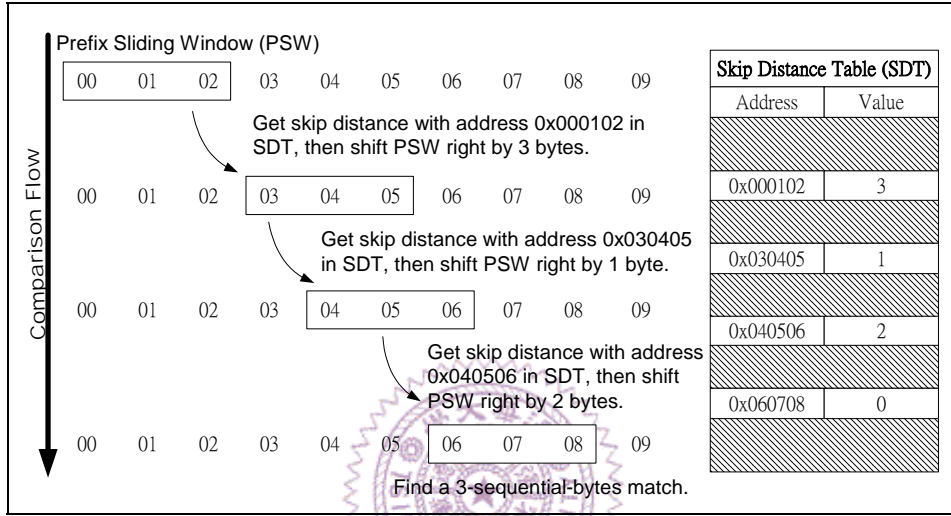 Prefix Sliding Window (PSW)
00 01 02 03 04 05 06 07 08 09
Get skip distance with address 0x000102 in
SDT, then shift PSW right by 3 bytes.
00 01 02 03 04 05 06 07 08 09
Get skip distance with address 0x030405
in SDT, then shift PSW right by 1 byte.
00 01 02 03 04 05 06 07 08 09
Get skip distance with address
0x040506 in SDT, then shift
PSW right by 2 bytes.
00 01 02 03 04 05 06 07 08 09
Find a 3-sequential-bytes match.
Comparison Flow
Skip Distance Table (SDT)
Address Value
0x000102 3
0x030405 1
0x040506 2
0x060708 0